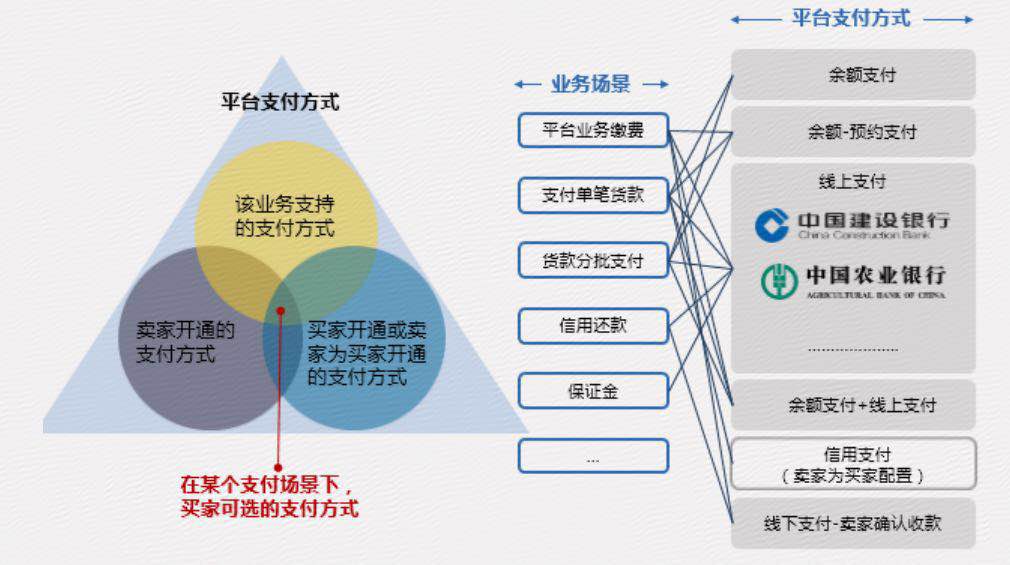 平台支付方式
该业务支持
的支付方式
卖家开通的
支付方式
买家开通或卖
家为买家开通
的支付方式
在某个支付场景下，
买家可选的支付方式
业务场景
平台业务缴费
支付单笔货款
货款分批支付
信用还款
保证金
...
平台支付方式
余额支付
余额-预约支付
线上支付
中国建设银行
China Construction Bank
中国农业银行
AGRICULTURAL BANK OF CHINA
....................
余额支付+线上支付
信用支付
（卖家为买家配置）
线下支付-卖家确认收款